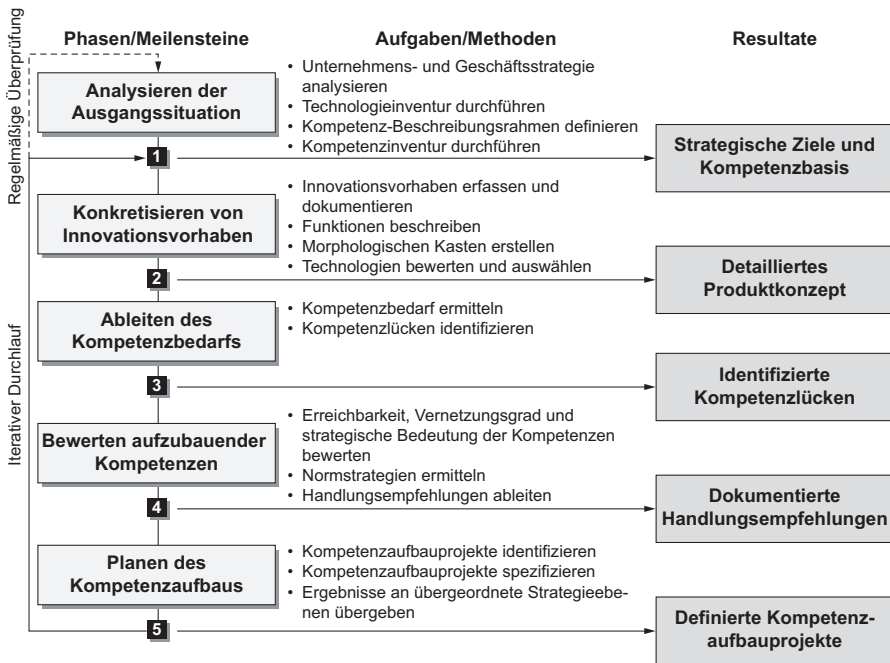 Phasen/Meilensteine
Aufgaben/Methoden
Resultate
Regelmäßige Überprüfung
Iterativer Durchlauf
Analysieren der
Ausgangssituation
• Unternehmens- und Geschäftsstrategie
analysieren
• Technologieinventur durchführen
• Kompetenz-Beschreibungsrahmen definieren
• Kompetenzinventur durchführen
1
Strategische Ziele und
Kompetenzbasis
Konkretisieren von
Innovationsvorhaben
• Innovationsvorhaben erfassen und
dokumentieren
• Funktionen beschreiben
• Morphologischen Kasten erstellen
• Technologien bewerten und auswählen
2
Detailliertes
Produktkonzept
Ableiten des
Kompetenzbedarfs
• Kompetenzbedarf ermitteln
• Kompetenzlücken identifizieren
3
Identifizierte
Kompetenzlücken
Bewerten aufzubauender
Kompetenzen
• Erreichbarkeit, Vernetzungsgrad und
strategische Bedeutung der Kompetenzen
bewerten
• Normstrategien ermitteln
• Handlungsempfehlungen ableiten
4
Dokumentierte
Handlungsempfehlungen
Planen des
Kompetenzaufbaus
• Kompetenzaufbauprojekte identifizieren
• Kompetenzaufbauprojekte spezifizieren
• Ergebnisse an übergeordnete Strategieebe-
nen übergeben
5
Definierte Kompetenz-
aufbauprojekte